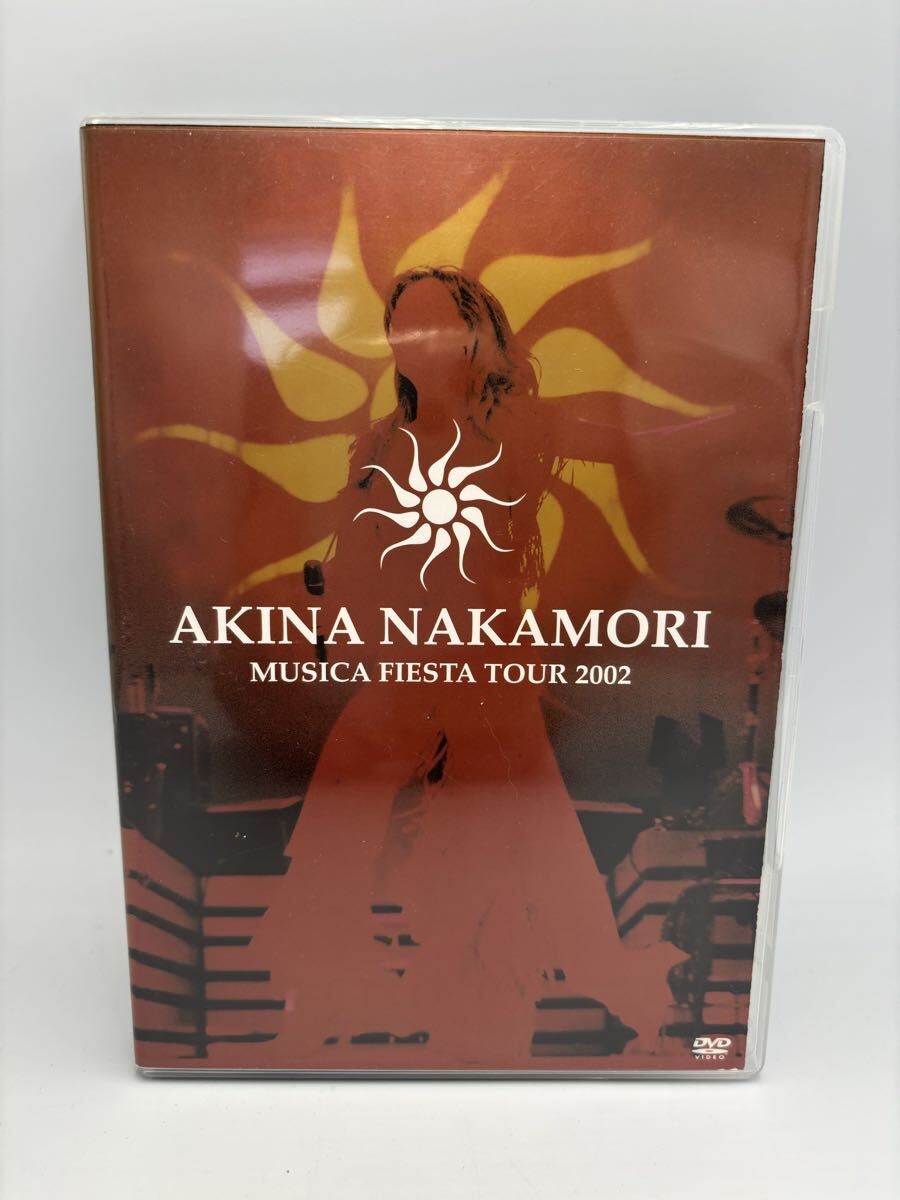 AKINA NAKAMORI
MUSICA FIESTA TOUR 2002
DVD
VIDEO